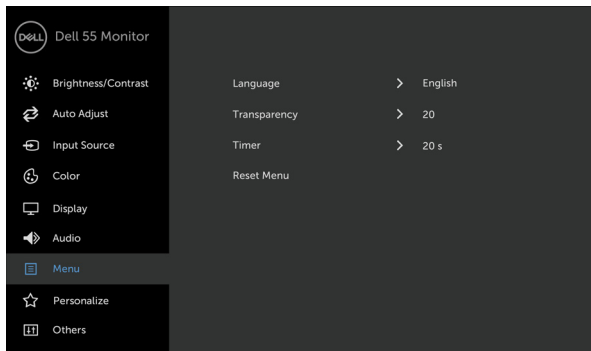 DELL Dell 55 Monitor
Brightness/Contrast
Auto Adjust
Input Source
Color
Display
Audio
Menu
Personalize
Others
Language > English
Transparency > 20
Timer > 20 s
Reset Menu